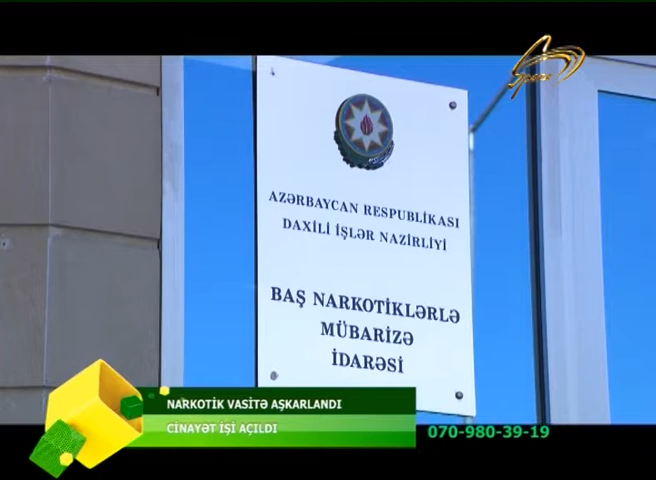 Space
AZƏRBAYCAN RESPUBLİKASI
DAXİLİ İŞLƏR NAZİRLİYİ
BAŞ NARKOTİKLƏRLƏ
MÜBARİZƏ
İDARƏSİ
NARKOTİK VASİTƏ AŞKARLANDI
CİNAYƏT İŞİ AÇILDI
070-980-39-19